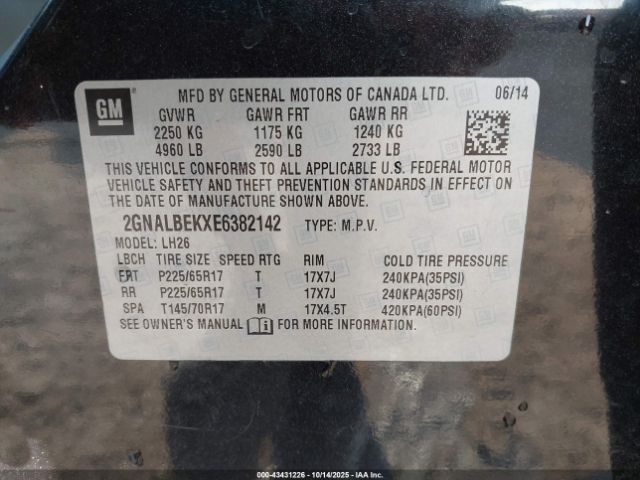 GM
MFD BY GENERAL MOTORS OF CANADA LTD. 06/14
GVWR GAWR FRT GAWR RR
2250 KG 1175 KG 1240 KG
4960 LB 2590 LB 2733 LB
THIS VEHICLE CONFORMS TO ALL APPLICABLE U.S. FEDERAL MOTOR
VEHICLE SAFETY AND THEFT PREVENTION STANDARDS IN EFFECT ON
THE DATE OF MANUFACTURE SHOWN ABOVE.
2GNALBEKXE6382142 TYPE: M.P.V.
MODEL: LH26
LBCH TIRE SIZE SPEED RTG RIM COLD TIRE PRESSURE
FRT P225/65R17 T 17X7J 240KPA(35PSI)
RR P225/65R17 T 17X7J 240KPA(35PSI)
SPA T145/70R17 M 17X4.5T 420KPA(60PSI)
SEE OWNER'S MANUAL FOR MORE INFORMATION.
000-43431226 | 10/14/2025 | IAA Inc.